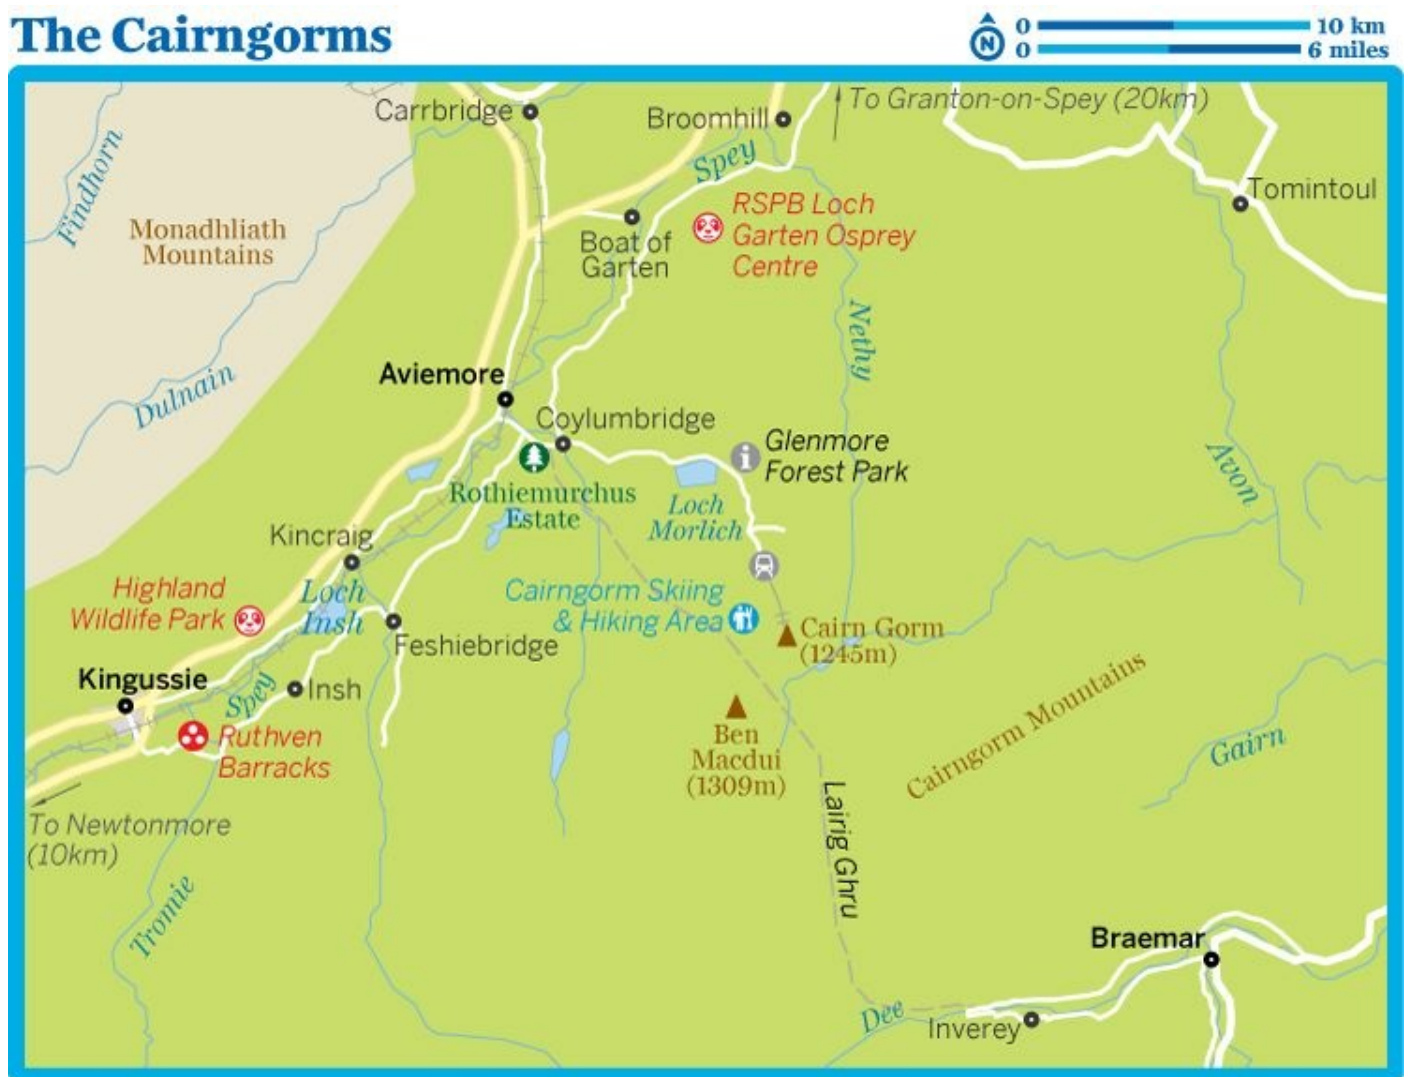 The Cairngorms
N
0 10 km
0 6 miles
Carrbridge
Broomhill
To Granton-on-Spey (20km)
Spey
Findhorn
Tomintoul
Monadhliath
Mountains
RSPB Loch
Garten Osprey
Centre
Boat of
Garten
Nethy
Dulnain
Aviemore
Coylumbridge
Glenmore
Forest Park
Avon
Rothiemurchus
Estate
Loch
Morlich
Kincraig
Highland
Wildlife Park
Loch
Insh
Cairngorm Skiing
& Hiking Area
Cairn Gorm
(1245m)
Feshiebridge
Kingussie
Insh
Spey
Ruthven
Barracks
Ben
Macdui
(1309m)
Cairngorm Mountains
Gairn
Lairig Ghru
To Newtonmore
(10km)
Tromie
Braemar
Dee
Inverey